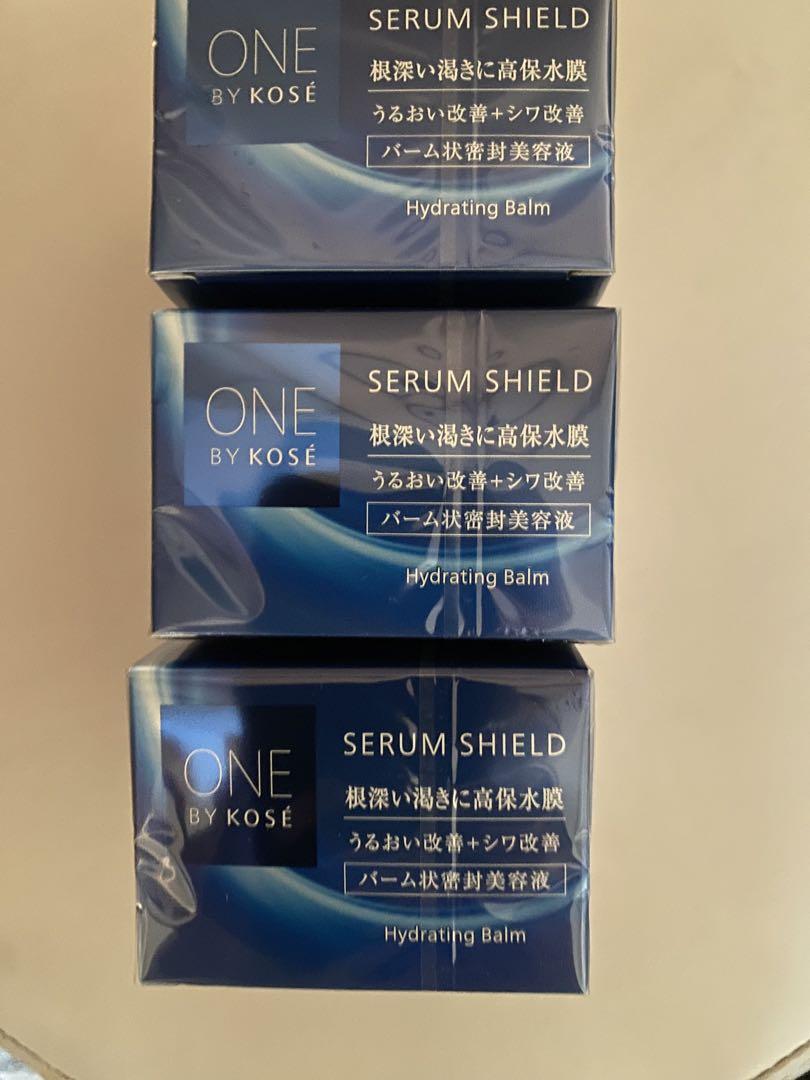 ONE
BY KOSÉ
SERUM SHIELD
根深い渇きに高保水膜
うるおい改善+シワ改善
バーム状密封美容液
Hydrating Balm
ONE
BY KOSÉ
SERUM SHIELD
根深い渇きに高保水膜
うるおい改善+シワ改善
バーム状密封美容液
Hydrating Balm
ONE
BY KOSÉ
SERUM SHIELD
根深い渇きに高保水膜
うるおい改善+シワ改善
バーム状密封美容液
Hydrating Balm